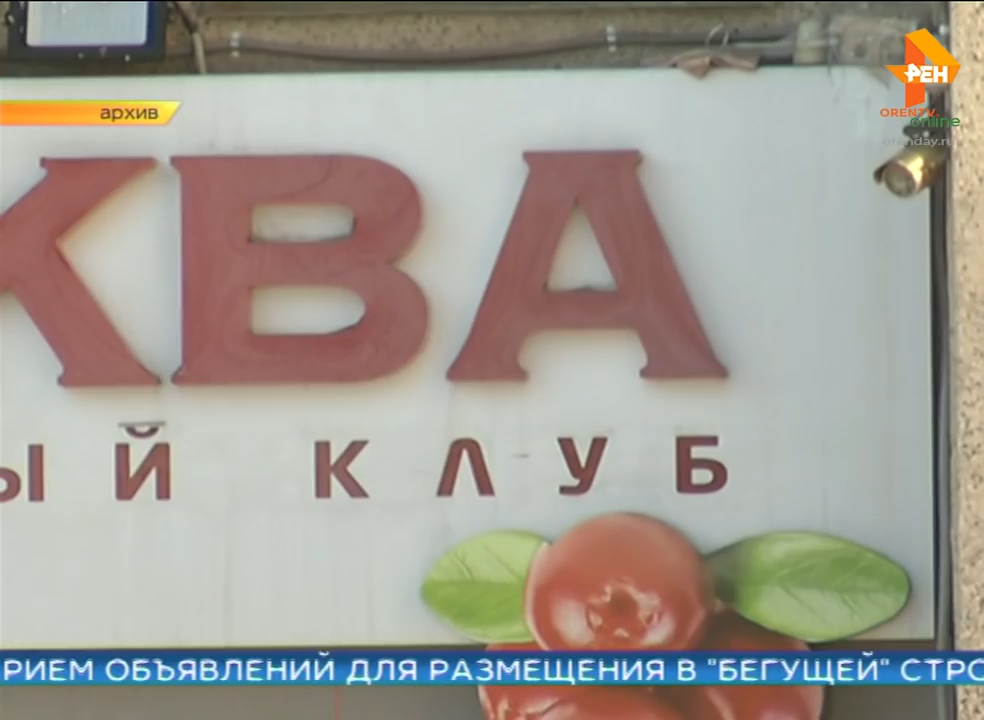 архив
РЕН
ORENTV
online
orenday.ru
КВА
ЫЙ КЛУБ
РИЕМ ОБЪЯВЛЕНИЙ ДЛЯ РАЗМЕЩЕНИЯ В "БЕГУЩЕЙ" СТРО